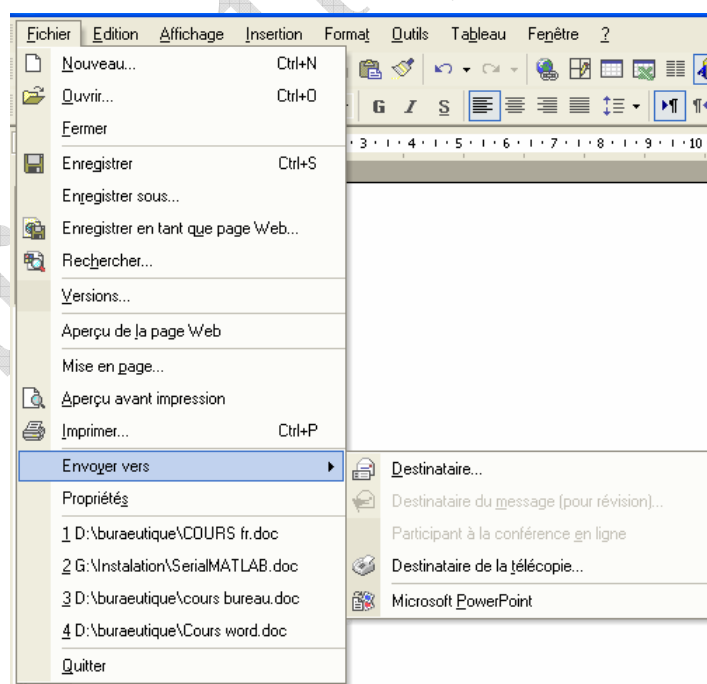 Fichier Edition Affichage Insertion Format Outils Tableau Fenêtre ?
Nouveau... Ctrl+N
Ouvrir... Ctrl+O
G I S
Fermer
· 3 · ı · 4 · ı · 5 · ı · 6 · ı · 7 · ı · 8 · ı · 9 · ı · 10
Enregistrer Ctrl+S
Enregistrer sous...
Enregistrer en tant que page Web...
Rechercher...
Versions...
Aperçu de la page Web
Mise en page...
Aperçu avant impression
Imprimer... Ctrl+P
Envoyer vers
Propriétés
1 D:\buraeutique\COURS fr.doc
2 G:\Instalation\SerialMATLAB.doc
3 D:\buraeutique\cours bureau.doc
4 D:\buraeutique\Cours word.doc
Quitter
Destinataire...
Destinataire du message (pour révision)...
Participant à la conférence en ligne
Destinataire de la télécopie...
Microsoft PowerPoint